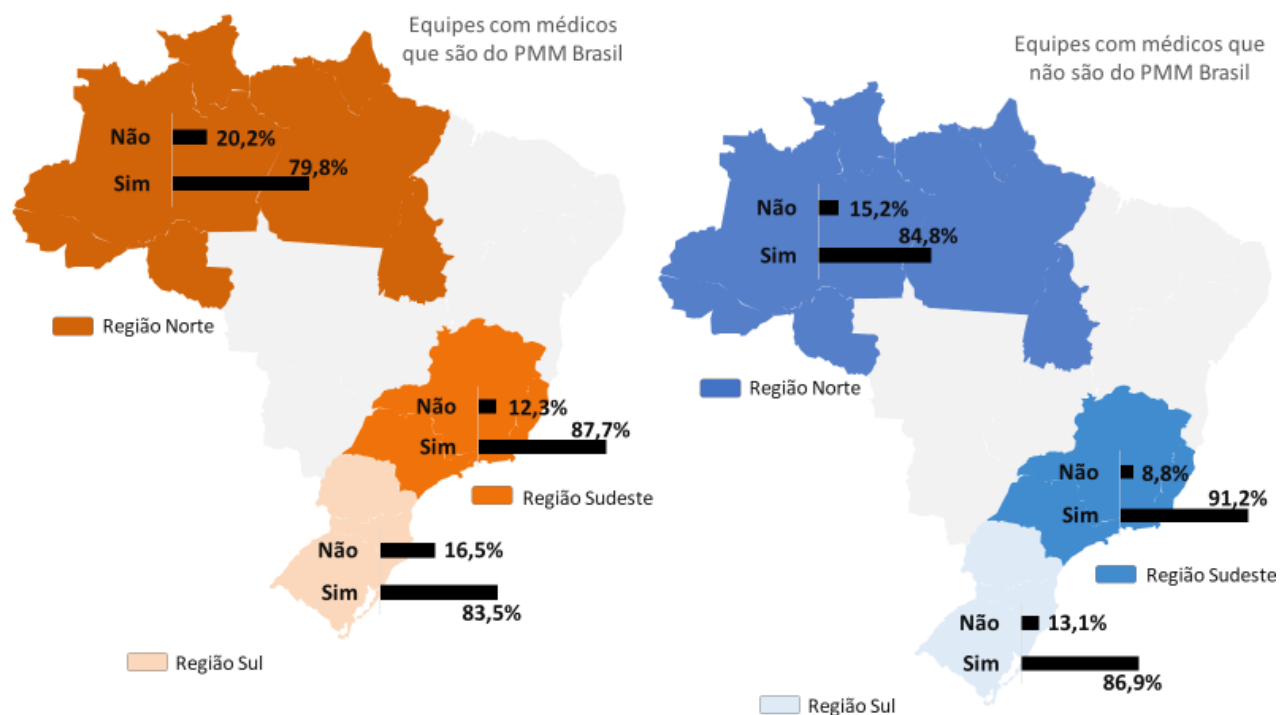 Equipes com médicos
que são do PMM Brasil
Não 20,2%
79,8%
Sim
Região Norte
Não 12,3%
87,7%
Sim
Região Sudeste
Não 16,5%
Sim
83,5%
Região Sul
Equipes com médicos que
não são do PMM Brasil
Não 15,2%
84,8%
Sim
Região Norte
Não 8,8%
91,2%
Sim
Região Sudeste
Não 13,1%
Sim
86,9%
Região Sul